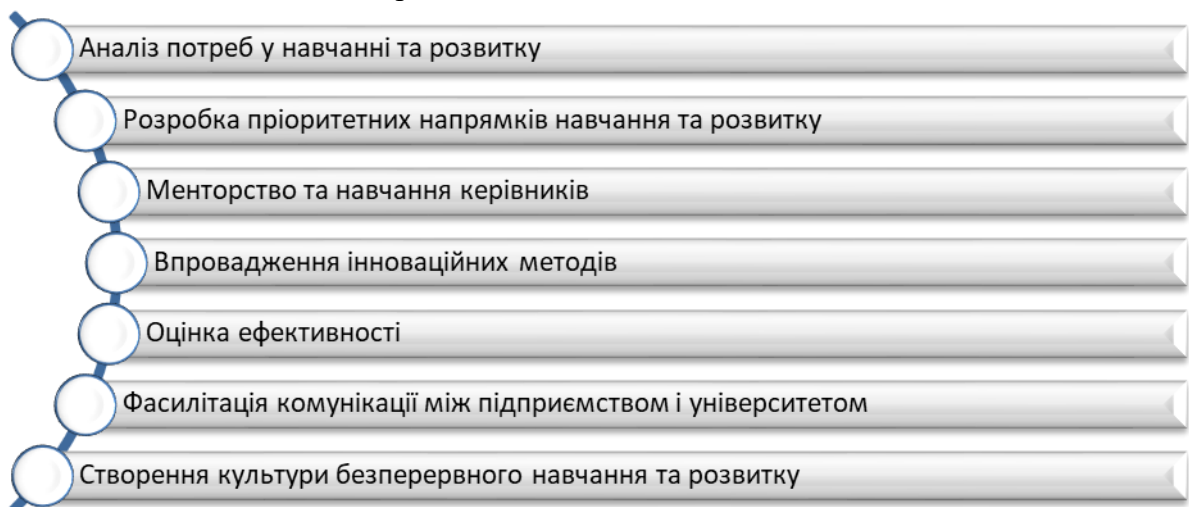 Аналіз потреб у навчанні та розвитку
Розробка пріоритетних напрямків навчання та розвитку
Менторство та навчання керівників
Впровадження інноваційних методів
Оцінка ефективності
Фасилітація комунікації між підприємством і університетом
Створення культури безперервного навчання та розвитку